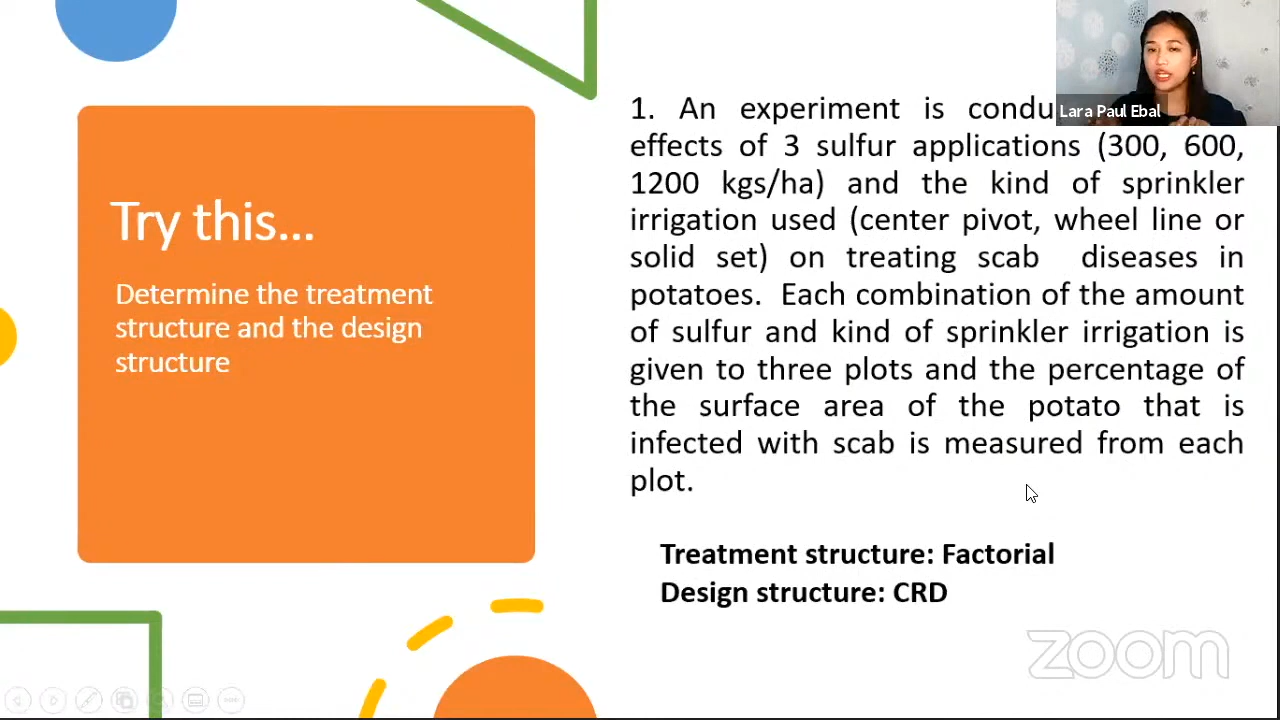 Lara Paul Ebal
Try this...
Determine the treatment
structure and the design
structure
1. An experiment is
effects of 3 sulfur applications (300, 600,
1200 kgs/ha) and the kind of sprinkler
irrigation used (center pivot, wheel line or
solid set) on treating scab diseases in
potatoes. Each combination of the amount
of sulfur and kind of sprinkler irrigation is
given to three plots and the percentage of
the surface area of the potato that is
infected with scab is measured from each
plot.
Treatment structure: Factorial
Design structure: CRD
zoom